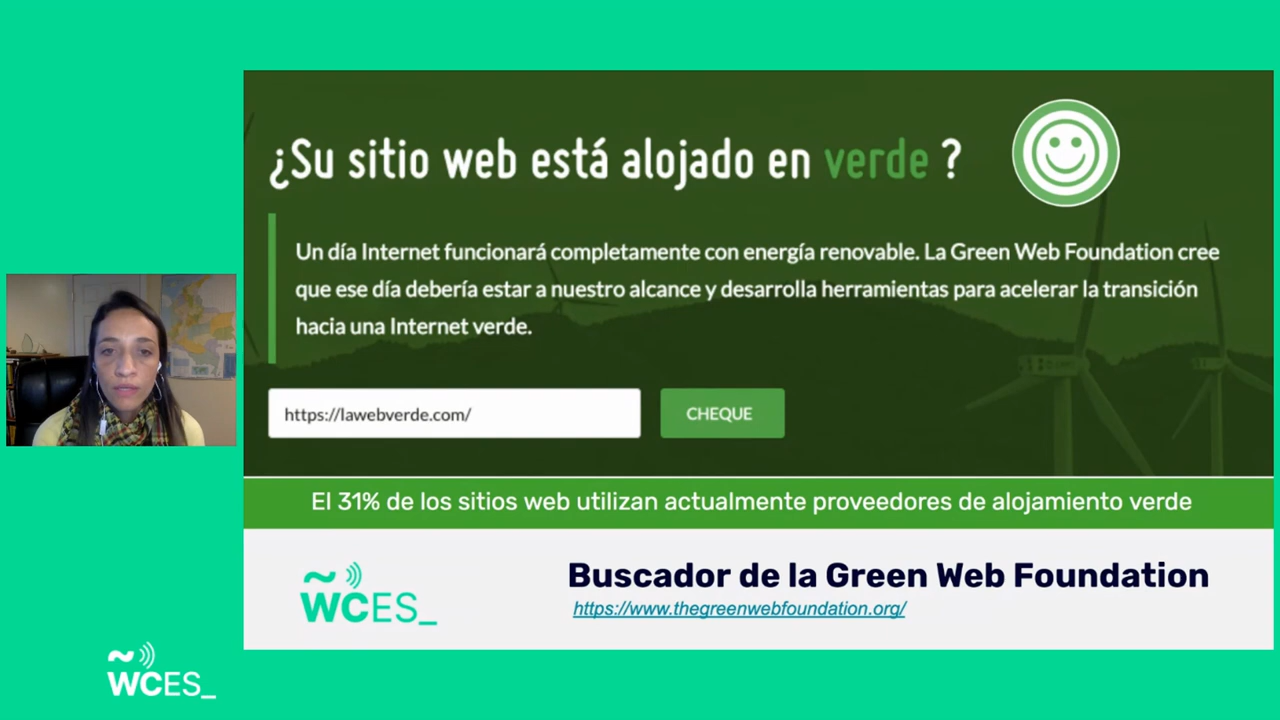 ¿Su sitio web está alojado en verde ?
Un día Internet funcionará completamente con energía renovable. La Green Web Foundation cree
que ese día debería estar a nuestro alcance y desarrolla herramientas para acelerar la transición
hacia una Internet verde.
https://lawebverde.com/
CHEQUE
El 31% de los sitios web utilizan actualmente proveedores de alojamiento verde
Buscador de la Green Web Foundation
https://www.thegreenwebfoundation.org/
WCES_
WCES_